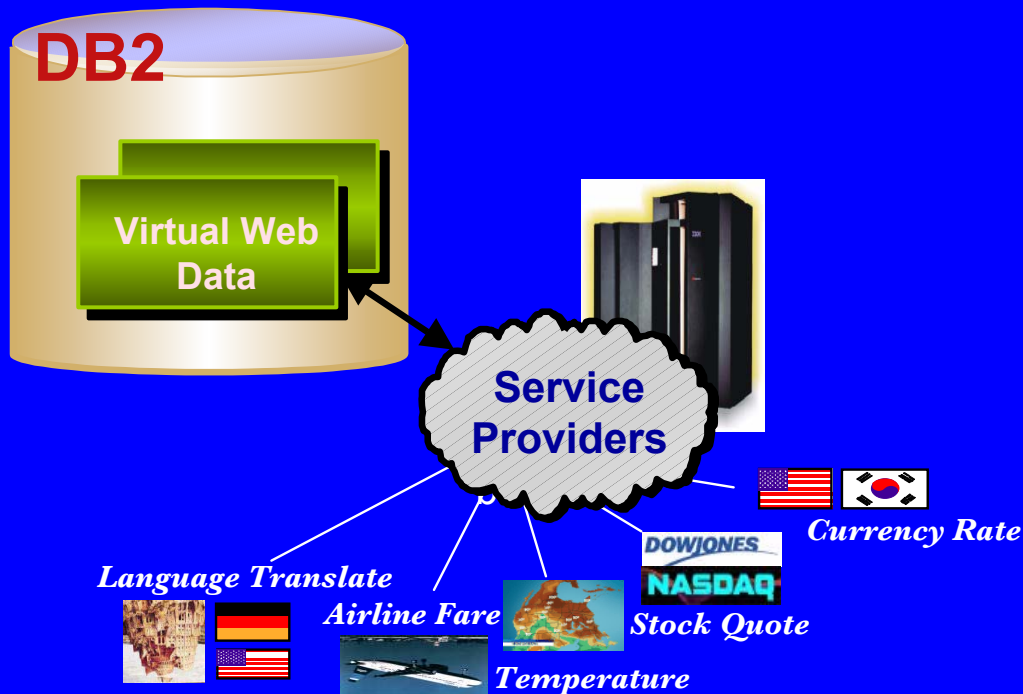 DB2
Virtual Web
Data
IBM
Service
Providers
Currency Rate
DOWJONES
NASDAQ
Language Translate
Airline Fare
Stock Quote
Temperature